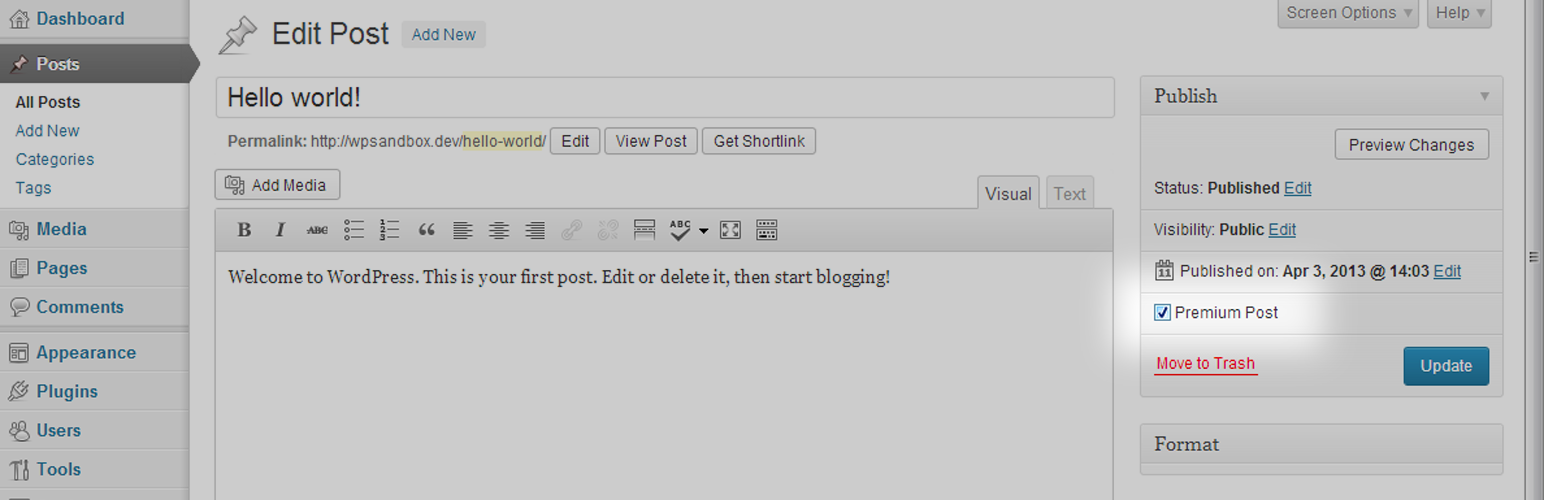 Dashboard
Posts
All Posts
Add New
Categories
Tags
Media
Pages
Comments
Appearance
Plugins
Users
Tools
Screen Options
Help
Edit Post Add New
Hello world!
Permalink: http://wpsandbox.dev/hello-world/ Edit View Post Get Shortlink
Add Media
Visual Text
B I ABC ABC
Welcome to WordPress. This is your first post. Edit or delete it, then start blogging!
Publish
Preview Changes
Status: Published Edit
Visibility: Public Edit
11 Published on: Apr 3, 2013 @ 14:03 Edit
Premium Post
Move to Trash Update
Format